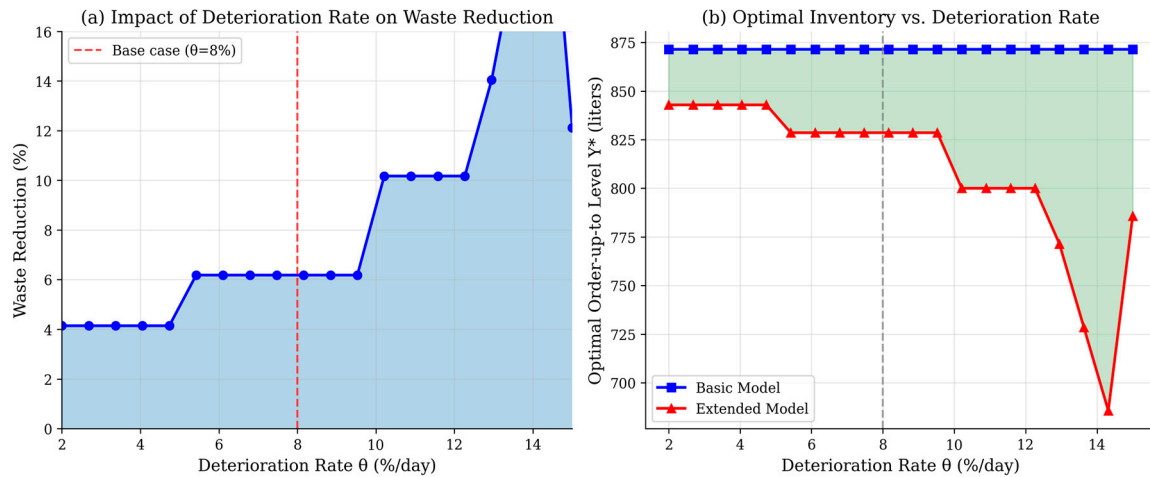 (a) Impact of Deterioration Rate on Waste Reduction
16
14
12
10
8
6
4
2
0
Waste Reduction (%)
Base case (θ=8%)
2 4 6 8 10 12 14
Deterioration Rate θ (%/day)
(b) Optimal Inventory vs. Deterioration Rate
875
850
825
800
775
750
725
700
Optimal Order-up-to Level Y* (liters)
Basic Model
Extended Model
2 4 6 8 10 12 14
Deterioration Rate θ (%/day)